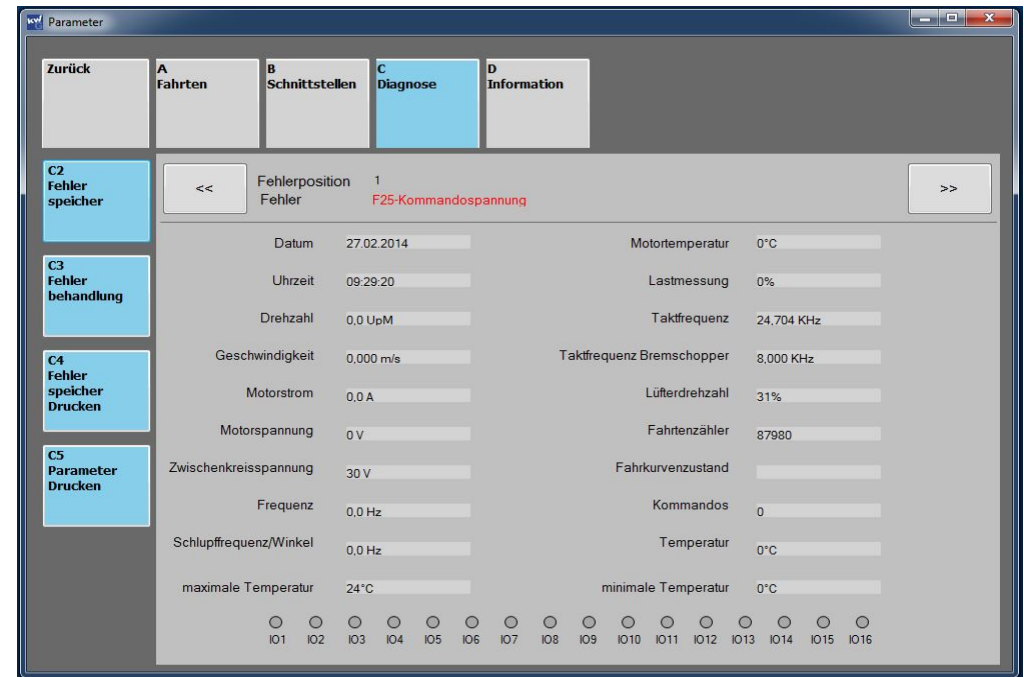 Parameter
Zurück
A
Fahrten
B
Schnittstellen
C
Diagnose
D
Information
C2
Fehler
speicher
C3
Fehler
behandlung
C4
Fehler
speicher
Drucken
C5
Parameter
Drucken
<<
Fehlerposition 1
Fehler F25-Kommandospannung
>>
Datum 27.02.2014 Motortemperatur 0°C
Uhrzeit 09:29:20 Lastmessung 0%
Drehzahl 0,0 UpM Taktfrequenz 24,704 KHz
Geschwindigkeit 0,000 m/s Taktfrequenz Bremschopper 8,000 KHz
Motorstrom 0,0 A Lüfterdrehzahl 31%
Motorspannung 0 V Fahrtenzähler 87980
Zwischenkreisspannung 30 V Fahrkurvenzustand
Frequenz 0,0 Hz Kommandos 0
Schlupffrequenz/Winkel 0,0 Hz Temperatur 0°C
maximale Temperatur 24°C minimale Temperatur 0°C
IO1 IO2 IO3 IO4 IO5 IO6 IO7 IO8 IO9 IO10 IO11 IO12 IO13 IO14 IO15 IO16